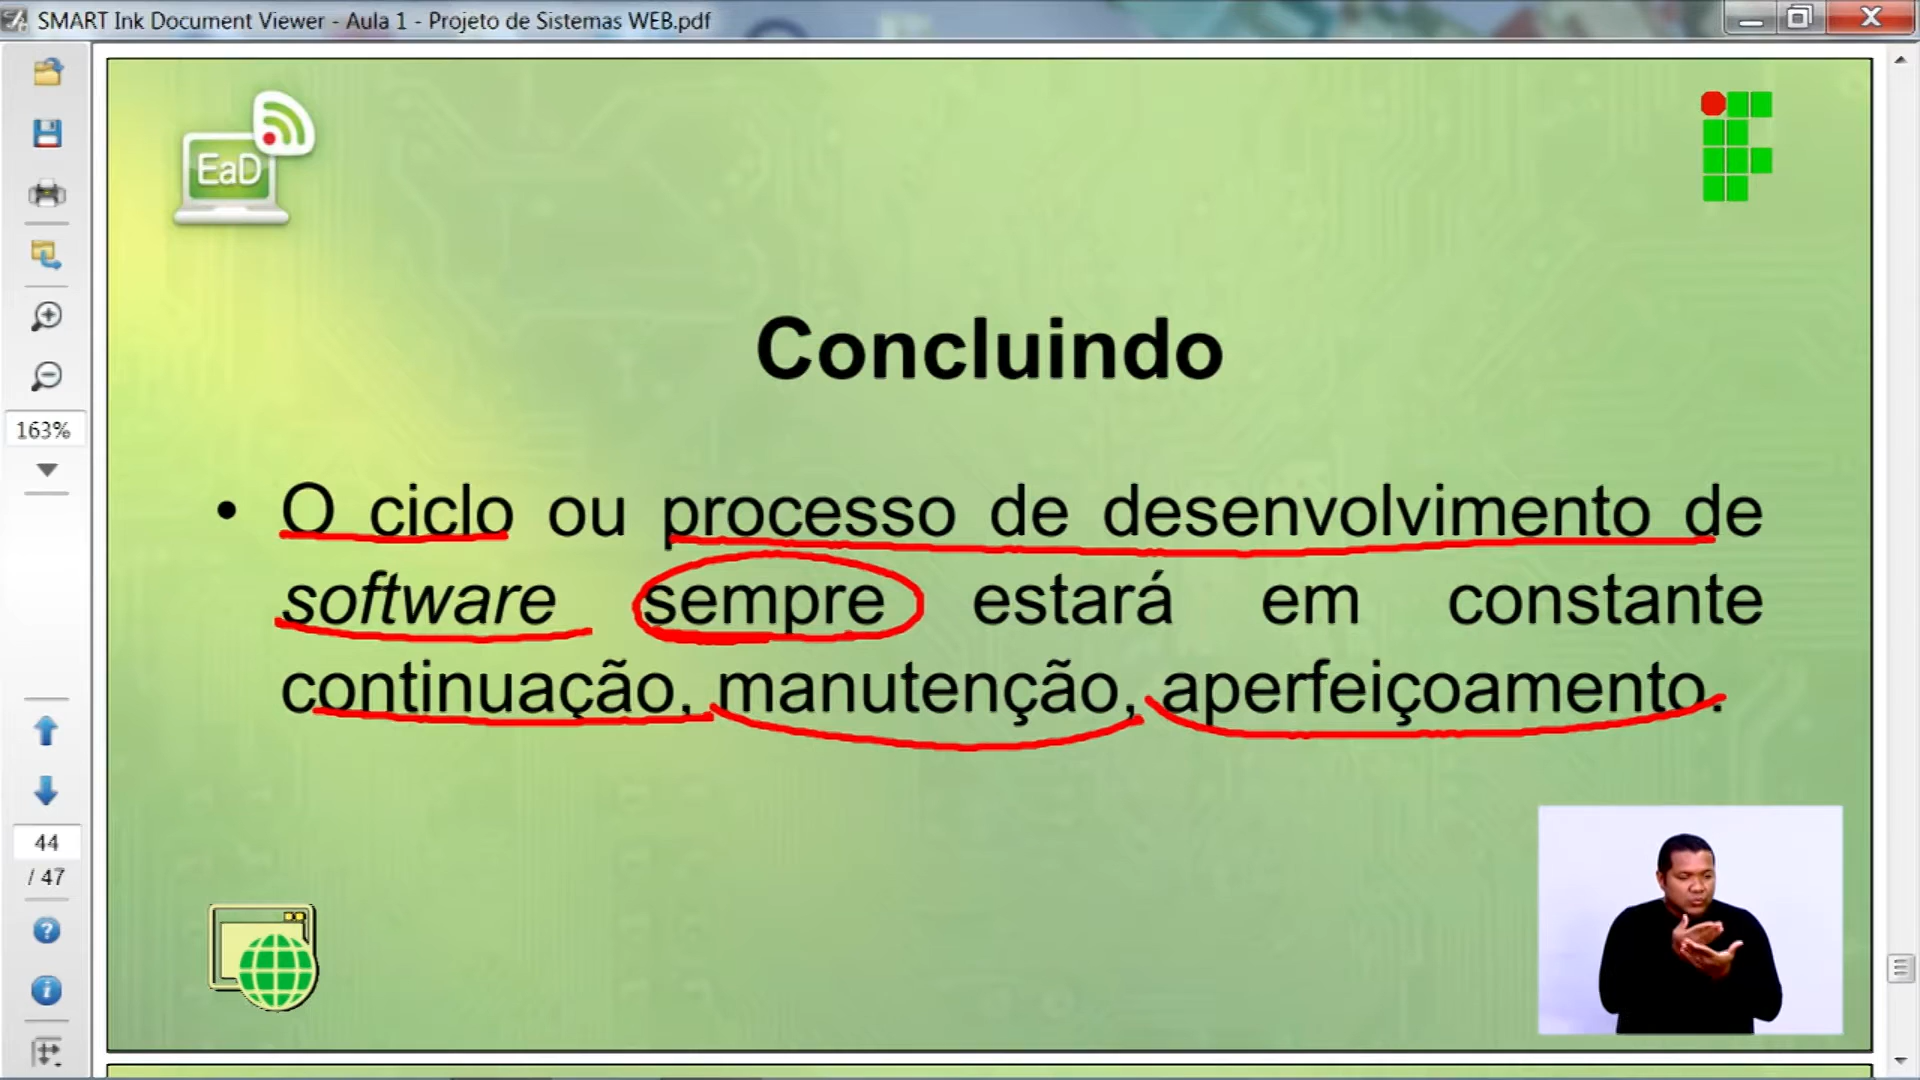 SMART Ink Document Viewer - Aula 1 - Projeto de Sistemas WEB.pdf
EaD
Concluindo
163%
• O ciclo ou processo de desenvolvimento de
software sempre estará em constante
continuação, manutenção, aperfeiçoamento.
44
/ 47